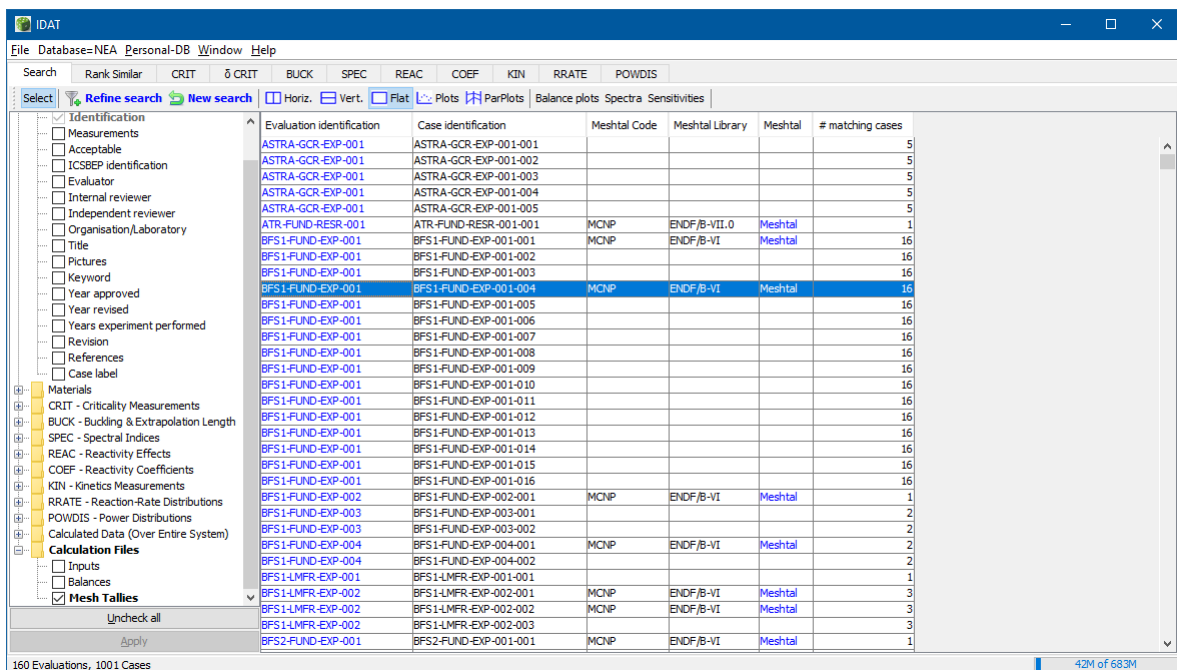 IDAT
File Database=NEA Personal-DB Window Help
Search Rank Similar CRIT δ CRIT BUCK SPEC REAC COEF KIN RRATE POWDIS
Select Refine search New search Horiz. Vert. Flat Plots ParPlots Balance plots Spectra Sensitivities
Identification
Measurements
Acceptable
ICSBEP identification
Evaluator
Internal reviewer
Independent reviewer
Organisation/Laboratory
Title
Pictures
Keyword
Year approved
Year revised
Years experiment performed
Revision
References
Case label
Materials
CRIT - Criticality Measurements
BUCK - Buckling & Extrapolation Length
SPEC - Spectral Indices
REAC - Reactivity Effects
COEF - Reactivity Coefficients
KIN - Kinetics Measurements
RRATE - Reaction-Rate Distributions
POWDIS - Power Distributions
Calculated Data (Over Entire System)
Calculation Files
Inputs
Balances
Mesh Tallies
Uncheck all
Apply
Evaluation identification Case identification Meshtal Code Meshtal Library Meshtal # matching cases
ASTRA-GCR-EXP-001 ASTRA-GCR-EXP-001-001 5
ASTRA-GCR-EXP-001 ASTRA-GCR-EXP-001-002 5
ASTRA-GCR-EXP-001 ASTRA-GCR-EXP-001-003 5
ASTRA-GCR-EXP-001 ASTRA-GCR-EXP-001-004 5
ASTRA-GCR-EXP-001 ASTRA-GCR-EXP-001-005 5
ATR-FUND-RESR-001 ATR-FUND-RESR-001-001 MCNP ENDF/B-VII.0 Meshtal 1
BFS1-FUND-EXP-001 BFS1-FUND-EXP-001-001 MCNP ENDF/B-VI Meshtal 16
BFS1-FUND-EXP-001 BFS1-FUND-EXP-001-002 16
BFS1-FUND-EXP-001 BFS1-FUND-EXP-001-003 16
BFS1-FUND-EXP-001 BFS1-FUND-EXP-001-004 MCNP ENDF/B-VI Meshtal 16
BFS1-FUND-EXP-001 BFS1-FUND-EXP-001-005 16
BFS1-FUND-EXP-001 BFS1-FUND-EXP-001-006 16
BFS1-FUND-EXP-001 BFS1-FUND-EXP-001-007 16
BFS1-FUND-EXP-001 BFS1-FUND-EXP-001-008 16
BFS1-FUND-EXP-001 BFS1-FUND-EXP-001-009 16
BFS1-FUND-EXP-001 BFS1-FUND-EXP-001-010 16
BFS1-FUND-EXP-001 BFS1-FUND-EXP-001-011 16
BFS1-FUND-EXP-001 BFS1-FUND-EXP-001-012 16
BFS1-FUND-EXP-001 BFS1-FUND-EXP-001-013 16
BFS1-FUND-EXP-001 BFS1-FUND-EXP-001-014 16
BFS1-FUND-EXP-001 BFS1-FUND-EXP-001-015 16
BFS1-FUND-EXP-001 BFS1-FUND-EXP-001-016 16
BFS1-FUND-EXP-002 BFS1-FUND-EXP-002-001 MCNP ENDF/B-VI Meshtal 1
BFS1-FUND-EXP-003 BFS1-FUND-EXP-003-001 2
BFS1-FUND-EXP-003 BFS1-FUND-EXP-003-002 2
BFS1-FUND-EXP-004 BFS1-FUND-EXP-004-001 MCNP ENDF/B-VI Meshtal 2
BFS1-FUND-EXP-004 BFS1-FUND-EXP-004-002 2
BFS1-LMFR-EXP-001 BFS1-LMFR-EXP-001-001 1
BFS1-LMFR-EXP-002 BFS1-LMFR-EXP-002-001 MCNP ENDF/B-VI Meshtal 3
BFS1-LMFR-EXP-002 BFS1-LMFR-EXP-002-002 MCNP ENDF/B-VI Meshtal 3
BFS1-LMFR-EXP-002 BFS1-LMFR-EXP-002-003 3
BFS2-FUND-EXP-001 BFS2-FUND-EXP-001-001 MCNP ENDF/B-VI Meshtal 1
160 Evaluations, 1001 Cases 42M of 683M